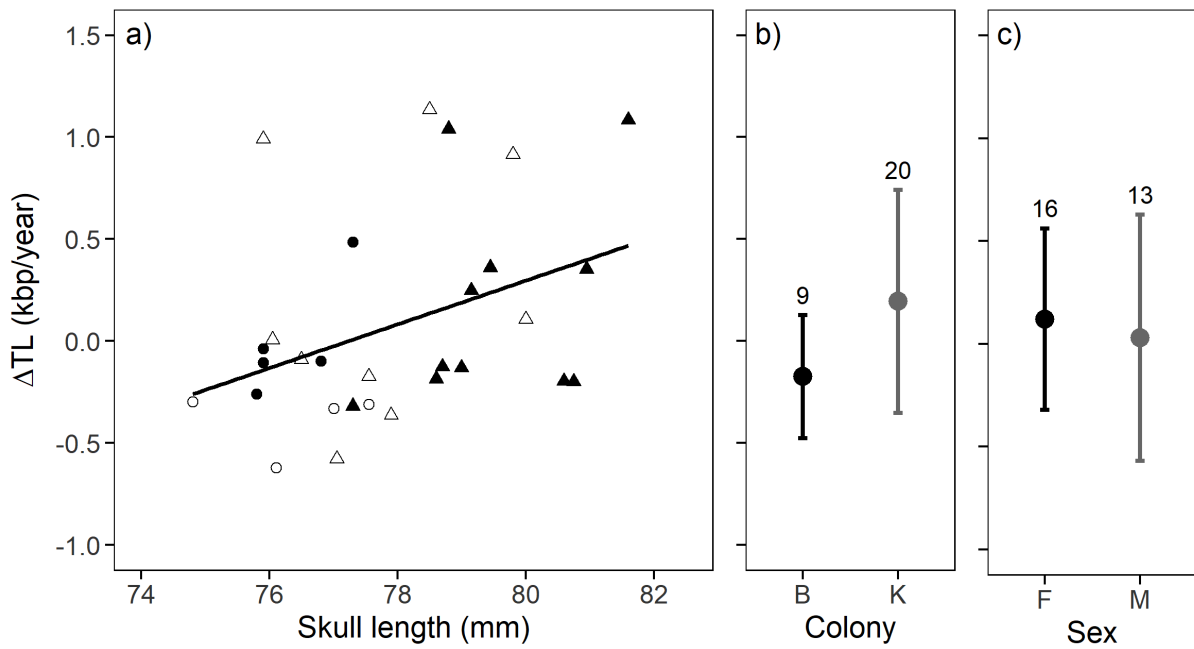 a)
b)
c)
1.5
1.0
0.5
0.0
-0.5
-1.0
ΔTL (kbp/year)
74 76 78 80 82
Skull length (mm)
9
20
B K
Colony
16
13
F M
Sex